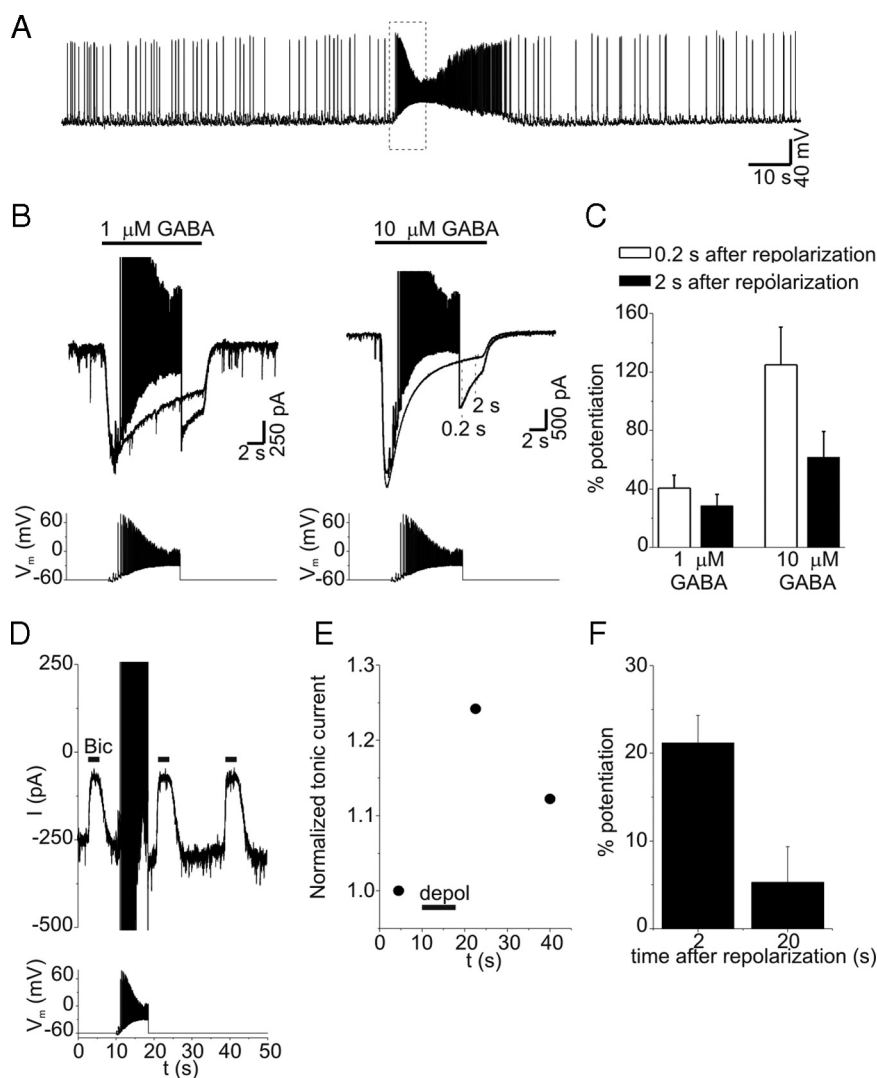 A
10 s
40 mV
B
1 μM GABA
10 μM GABA
2 s
250 pA
0.2 s
2 s
2 s
500 pA
Vm (mV)
60
0
-60
Vm (mV)
60
0
-60
C
0.2 s after repolarization
2 s after repolarization
% potentiation
160
120
80
40
0
1 μM
GABA
10 μM
GABA
D
I (pA)
250
0
-250
-500
Bic
Vm (mV)
60
0
-60
0 10 20 30 40 50
t (s)
E
Normalized tonic current
1.3
1.2
1.1
1.0
depol
0 10 20 30 40
t (s)
F
% potentiation
30
20
10
0
2 20
time after repolarization (s)